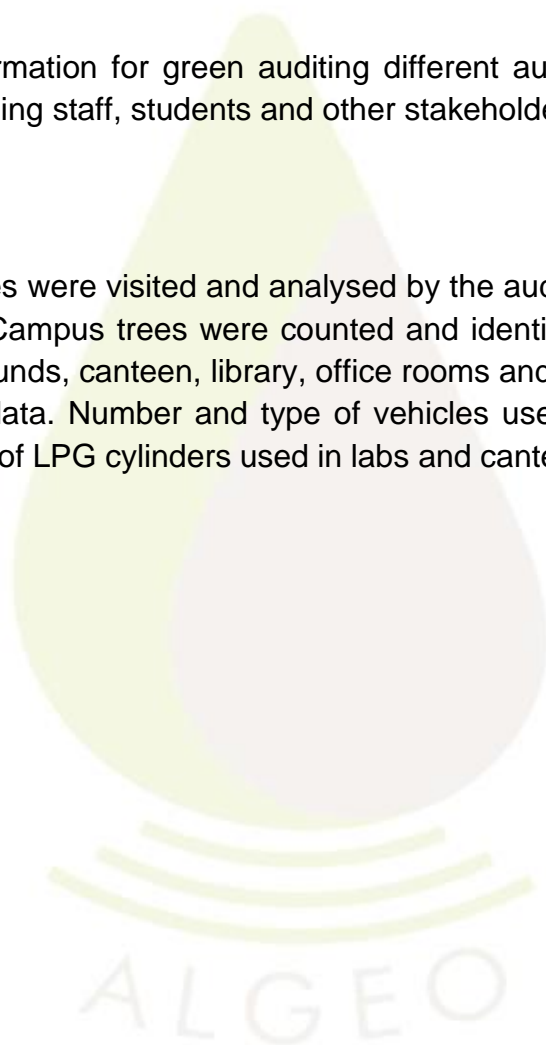 rmation for green auditing different au
ing staff, students and other stakeholde
es were visited and analysed by the aud
Campus trees were counted and identi
unds, canteen, library, office rooms and
data. Number and type of vehicles use
of LPG cylinders used in labs and cante
ALGEO